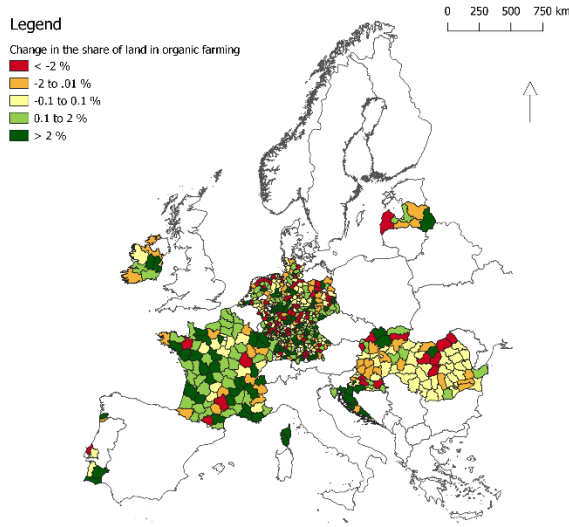 Legend
Change in the share of land in organic farming
< -2 %
-2 to .01 %
-0.1 to 0.1 %
0.1 to 2 %
> 2 %
0 250 500 750 km